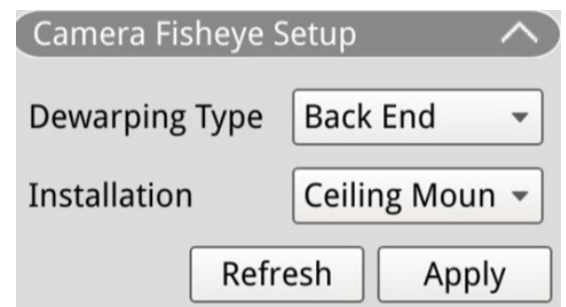 Camera Fisheye Setup
Dewarping Type Back End
Installation Ceiling Moun
Refresh Apply